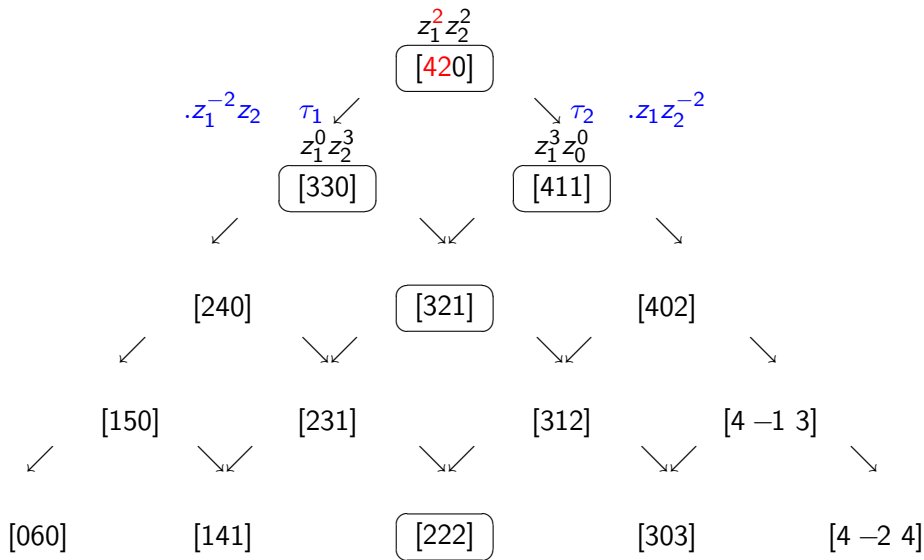 z_1^2 z_2^2
[420]
.z_1^{-2} z_2 τ_1 τ_2 .z_1 z_2^{-2}
z_1^0 z_2^3 z_1^3 z_0^0
[330] [411]
[240] [321] [402]
[150] [231] [312] [4 −1 3]
[060] [141] [222] [303] [4 −2 4]